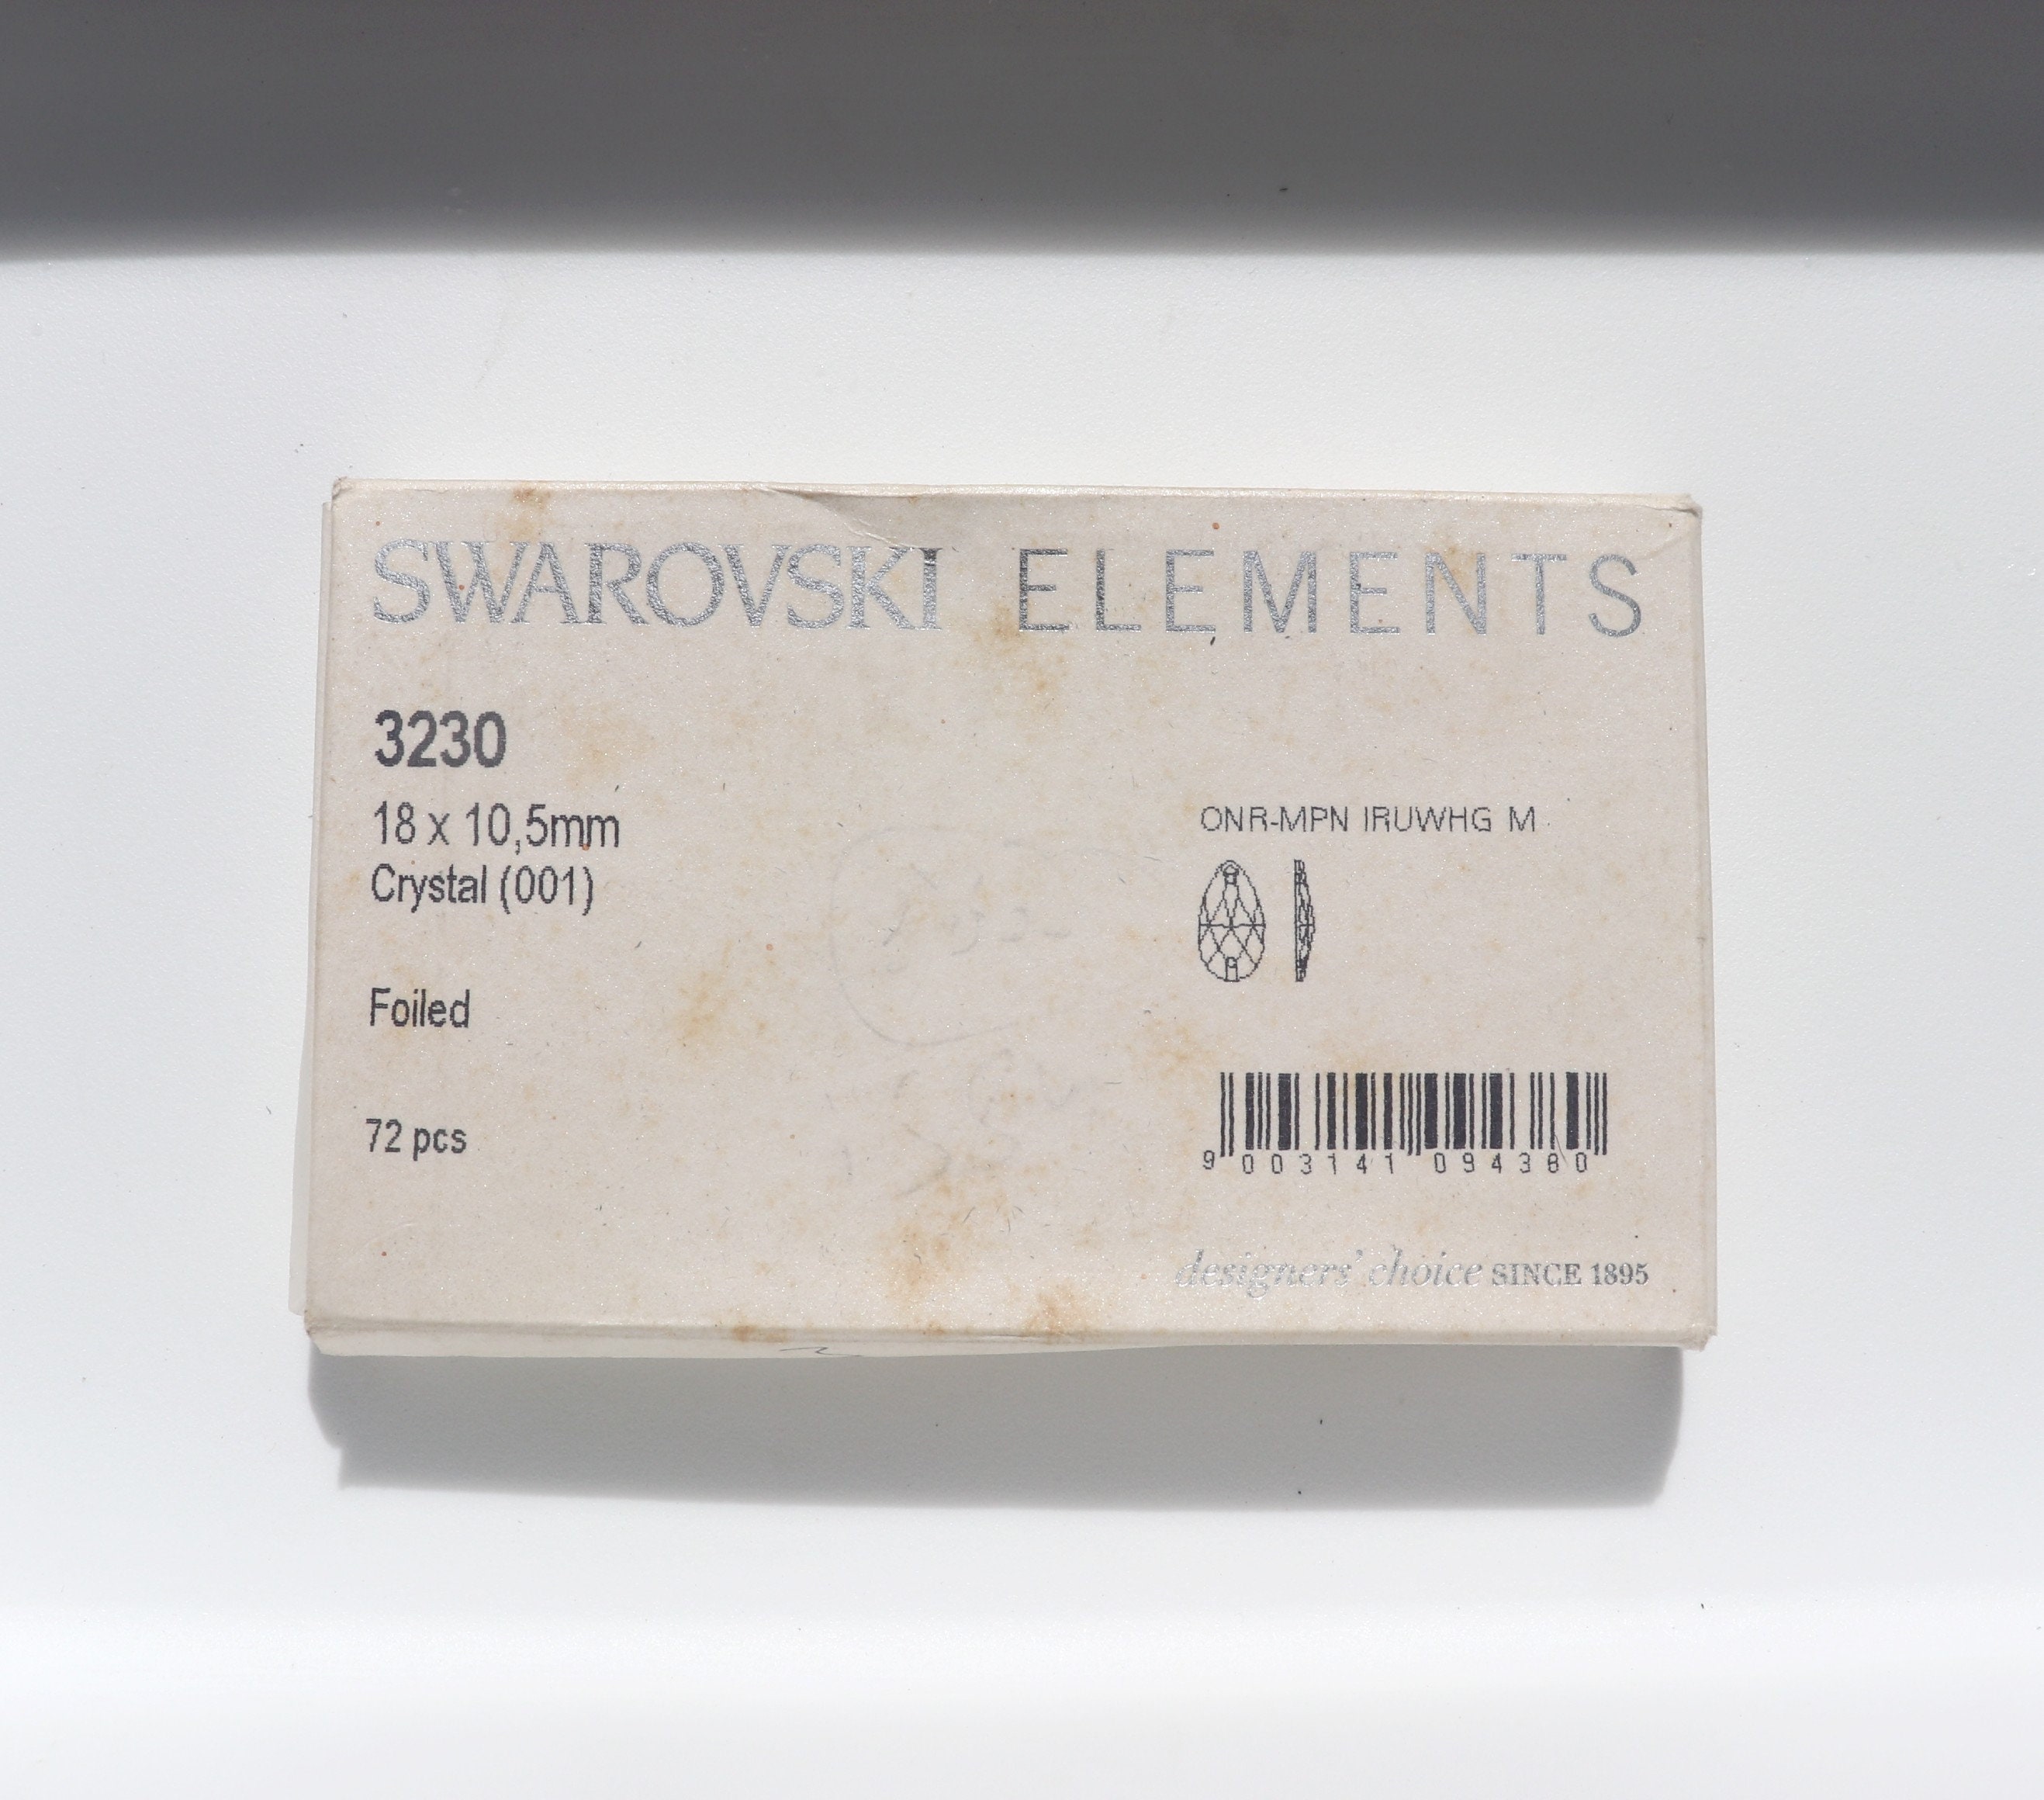 SWAROVSKI ELEMENTS
3230
18 x 10,5mm
Crystal (001)
Foiled
72 pcs
ONR-MPN IRUWHG M
9 003141 094380
designers' choice SINCE 1895